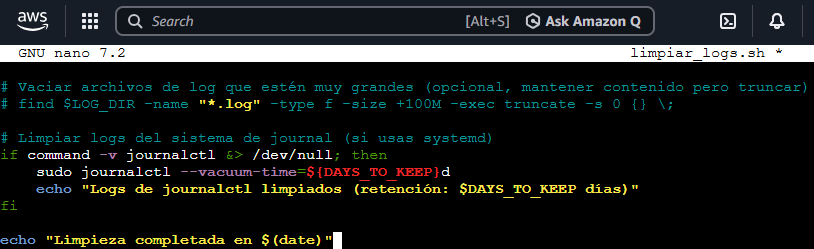 aws
Search
[Alt+S]
Ask Amazon Q
GNU nano 7.2
limpiar_logs.sh *
# Vaciar archivos de log que estén muy grandes (opcional, mantener contenido pero truncar)
# find $LOG_DIR -name "*.log" -type f -size +100M -exec truncate -s 0 {} \;
# Limpiar logs del sistema de journal (si usas systemd)
if command -v journalctl &> /dev/null; then
    sudo journalctl --vacuum-time=${DAYS_TO_KEEP}d
    echo "Logs de journalctl limpiados (retención: $DAYS_TO_KEEP días)"
fi
echo "Limpieza completada en $(date)"